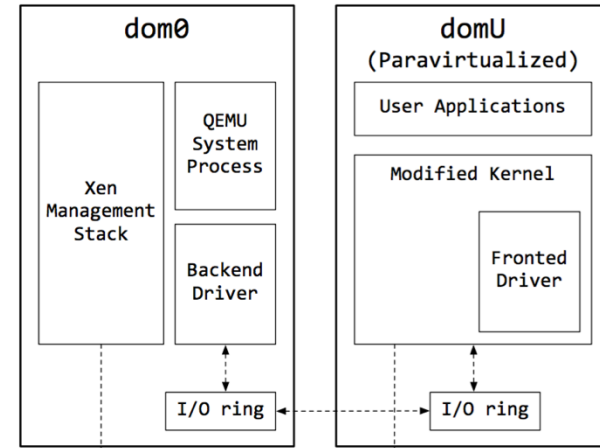 dom0
Xen
Management
Stack
QEMU
System
Process
Backend
Driver
I/O ring
domU
(Paravirtualized)
User Applications
Modified Kernel
Fronted
Driver
I/O ring